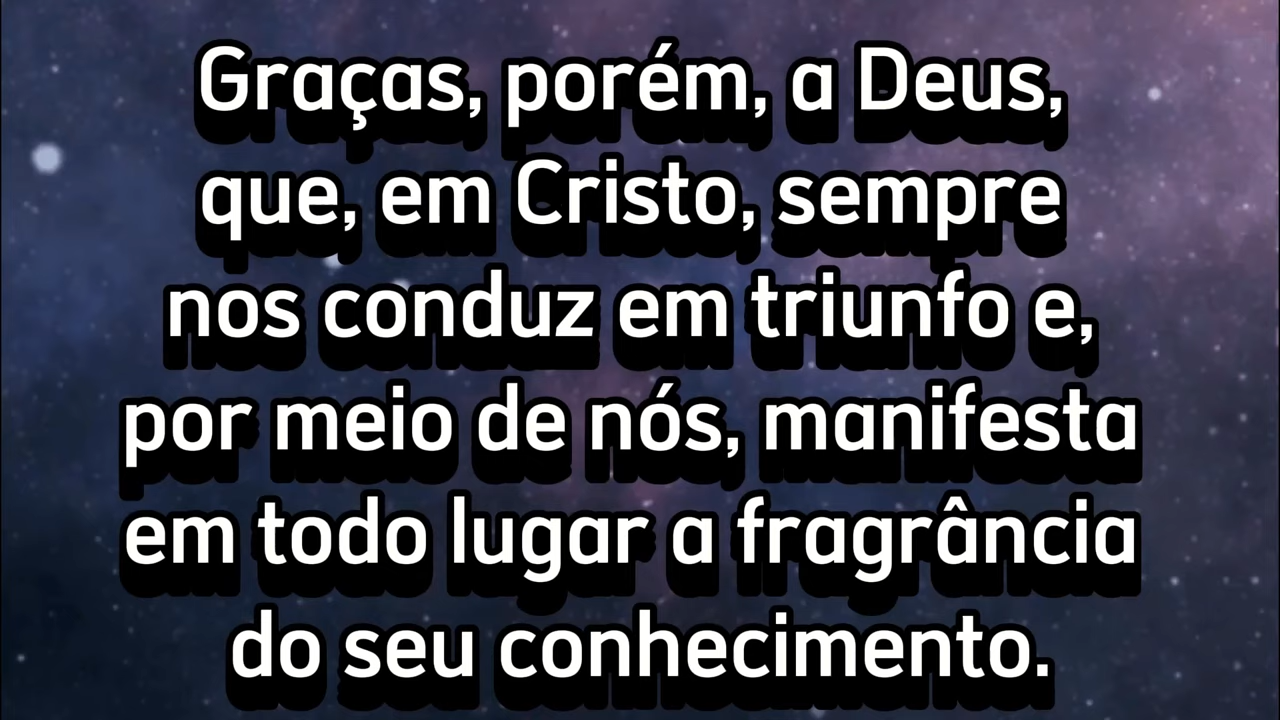 Graças, porém, a Deus,
que, em Cristo, sempre
nos conduz em triunfo e,
por meio de nós, manifesta
em todo lugar a fragrância
do seu conhecimento.